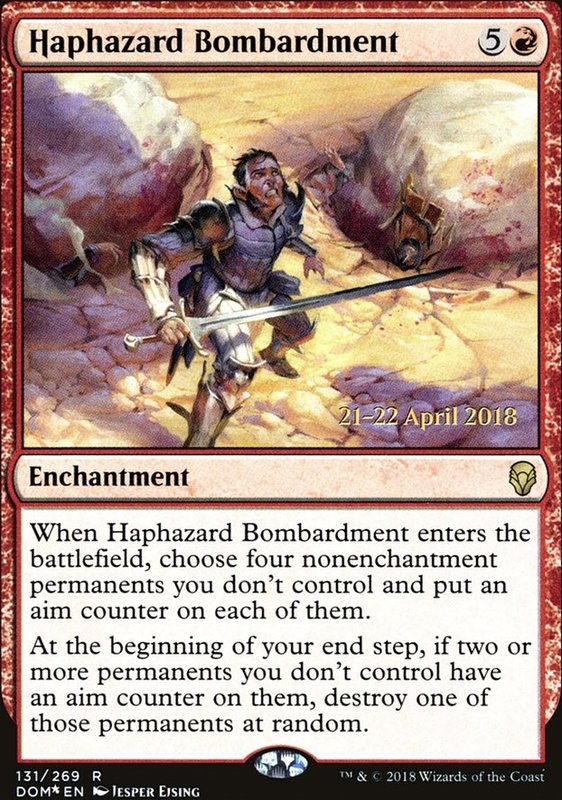 Haphazard Bombardment 5
21–22 April 2018
Enchantment
When Haphazard Bombardment enters the
battlefield, choose four nonenchantment
permanents you don't control and put an
aim counter on each of them.
At the beginning of your end step, if two or
more permanents you don't control have
an aim counter on them, destroy one of
those permanents at random.
131/269 R
™ & © 2018 Wizards of the Coast
DOM★EN Jesper Ejsing